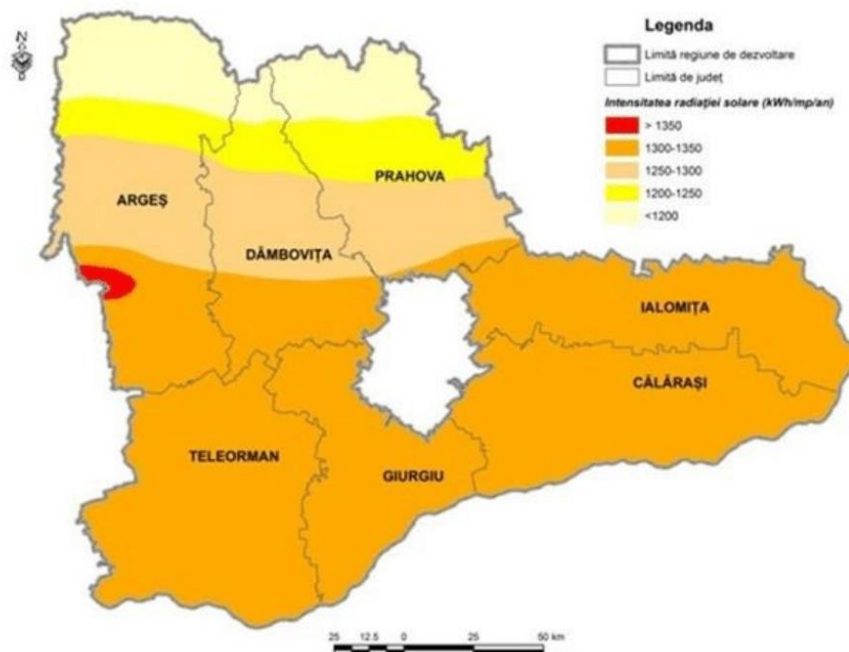 Legenda
Limită regiune de dezvoltare
Limită de județ
Intensitatea radiației solare (kWh/mp/an)
> 1350
1300-1350
1250-1300
1200-1250
<1200
PRAHOVA
ARGEȘ
DÂMBOVIȚA
IALOMIȚA
CĂLĂRAȘI
TELEORMAN
GIURGIU
25 12.5 0 25 50 km